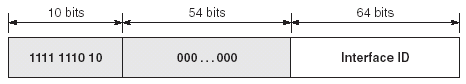 10 bits 54 bits 64 bits
1111 1110 10 000 . . . 000 Interface ID